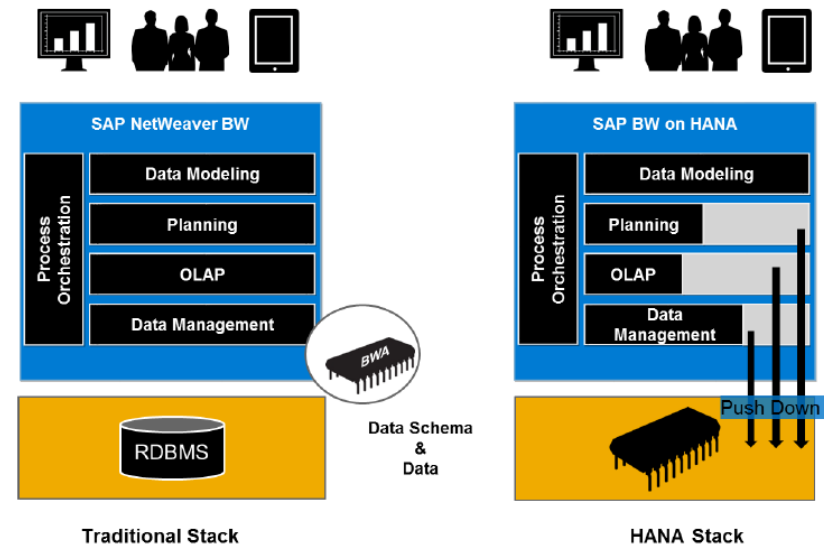 SAP NetWeaver BW
Process
Orchestration
Data Modeling
Planning
OLAP
Data Management
BWA
RDBMS
Data Schema
&
Data
Traditional Stack
SAP BW on HANA
Process
Orchestration
Data Modeling
Planning
OLAP
Data
Management
Push Down
HANA Stack